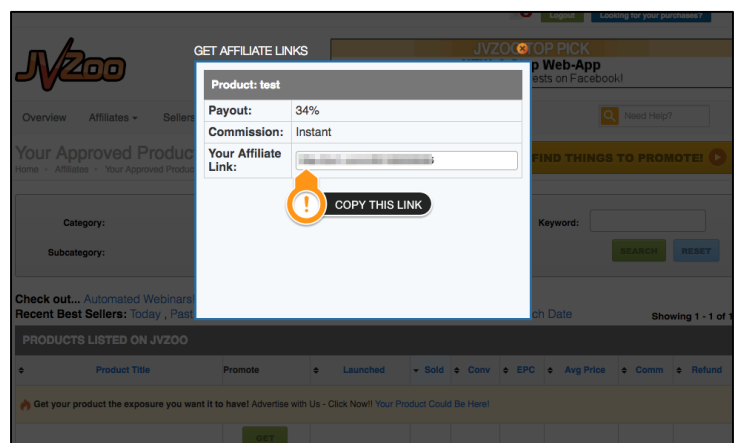 Logout
Looking for your purchases?
JVZoo
GET AFFILIATE LINKS
JVZOO TOP PICK
Web-App
ests on Facebook!
Product: test
Payout: 34%
Commission: Instant
Your Affiliate
Link:
COPY THIS LINK
Overview
Affiliates
Sellers
Need Help?
Your Approved Produc
Home - Affiliates - Your Approved Produc
FIND THINGS TO PROMOTE!
Category:
Keyword:
Subcategory:
SEARCH
RESET
Check out... Automated Webinars!
Recent Best Sellers: Today , Past
ch Date
Showing 1 - 1 of 1
PRODUCTS LISTED ON JVZOO
Product Title
Promote
Launched
Sold
Conv
EPC
Avg Price
Comm
Refund
Get your product the exposure you want it to have! Advertise with Us - Click Now!! Your Product Could Be Here!
GET